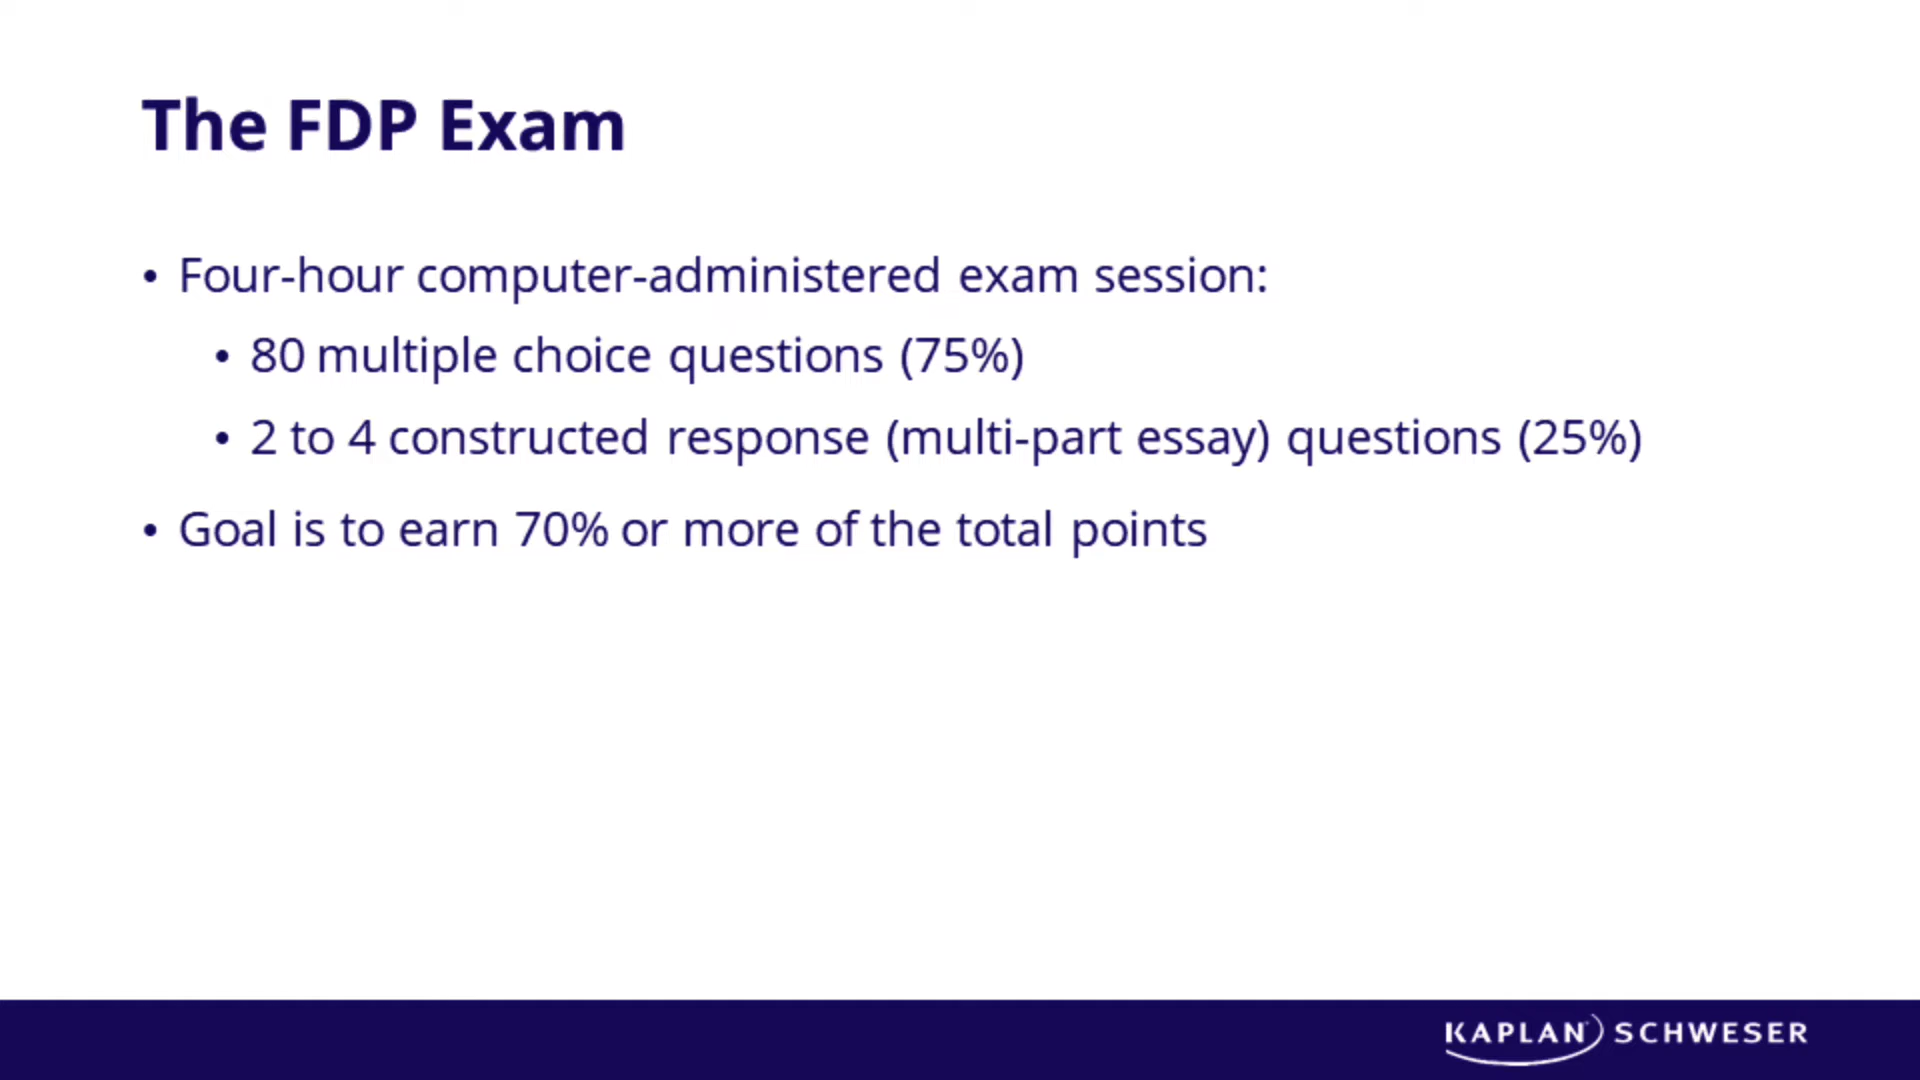 The FDP Exam
• Four-hour computer-administered exam session:
• 80 multiple choice questions (75%)
• 2 to 4 constructed response (multi-part essay) questions (25%)
• Goal is to earn 70% or more of the total points
KAPLAN SCHWESER